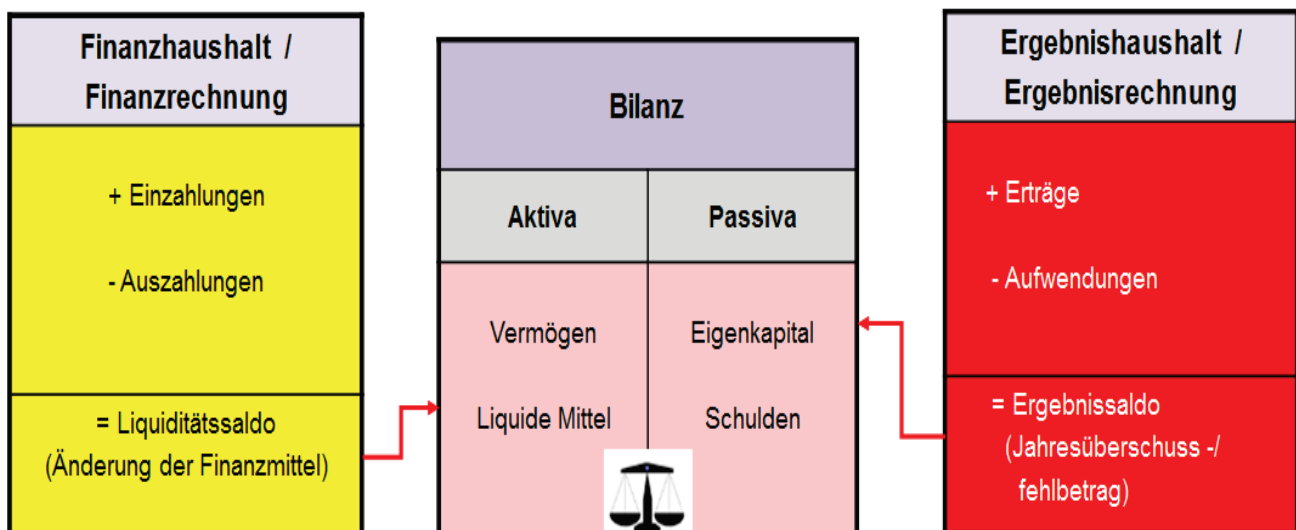 Finanzhaushalt /
Finanzrechnung
+ Einzahlungen
- Auszahlungen
= Liquiditätssaldo
(Änderung der Finanzmittel)
Bilanz
Aktiva
Passiva
Vermögen
Liquide Mittel
Eigenkapital
Schulden
Ergebnishaushalt /
Ergebnisrechnung
+ Erträge
- Aufwendungen
= Ergebnissaldo
(Jahresüberschuss -/
fehlbetrag)